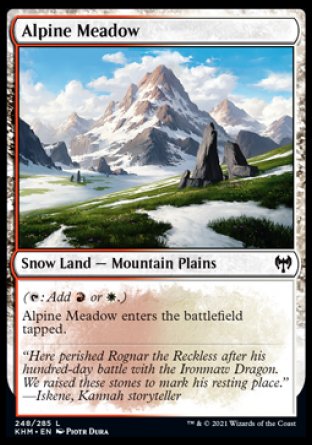 Alpine Meadow
Snow Land — Mountain Plains
(: Add or .)
Alpine Meadow enters the battlefield
tapped.
"Here perished Rognar the Reckless after his
hundred-day battle with the Ironmaw Dragon.
We raised these stones to mark his resting place."
—Iskene, Kannah storyteller
248/285 L
KHM • EN Piotr Dura
™ & © 2021 Wizards of the Coast